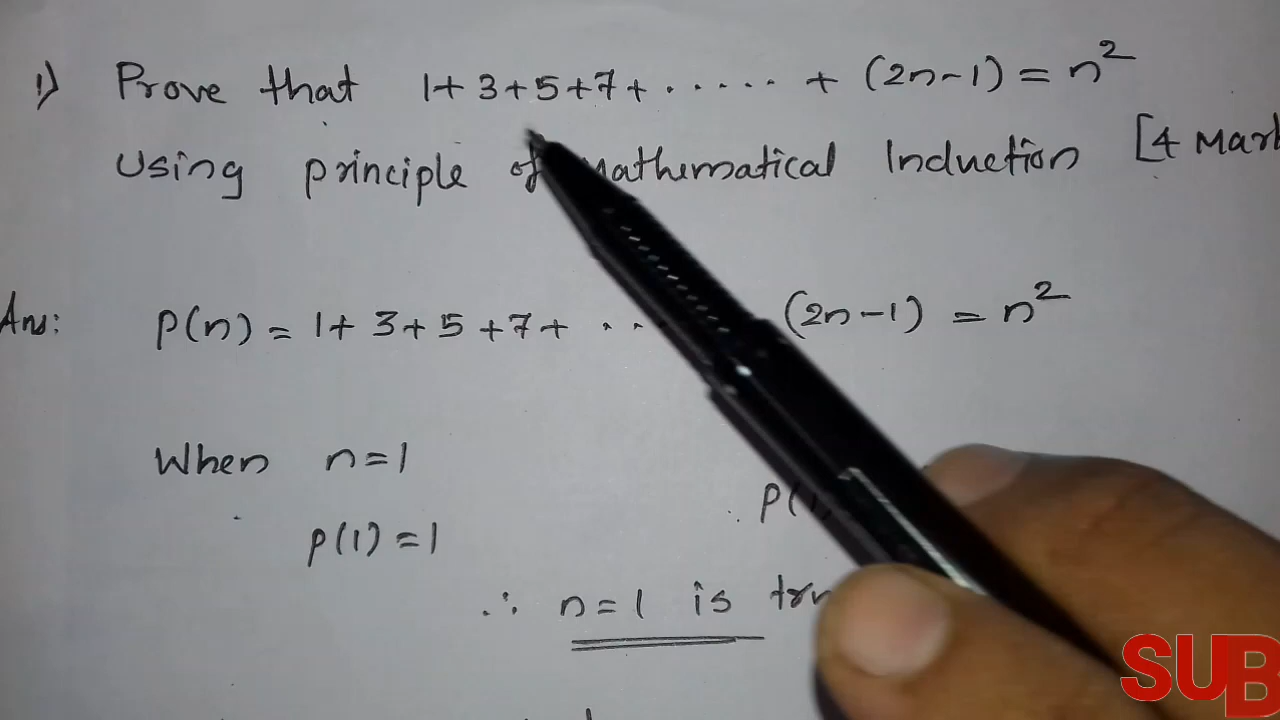 1) Prove that 1+3+5+7+......+(2n-1)=n²
Using principle of Mathematical Induction [4 Mar
Ans: P(n)=1+3+5+7+... (2n-1)=n²
When n=1
P(1)=1 P(1
∴ n=1 is
SUB